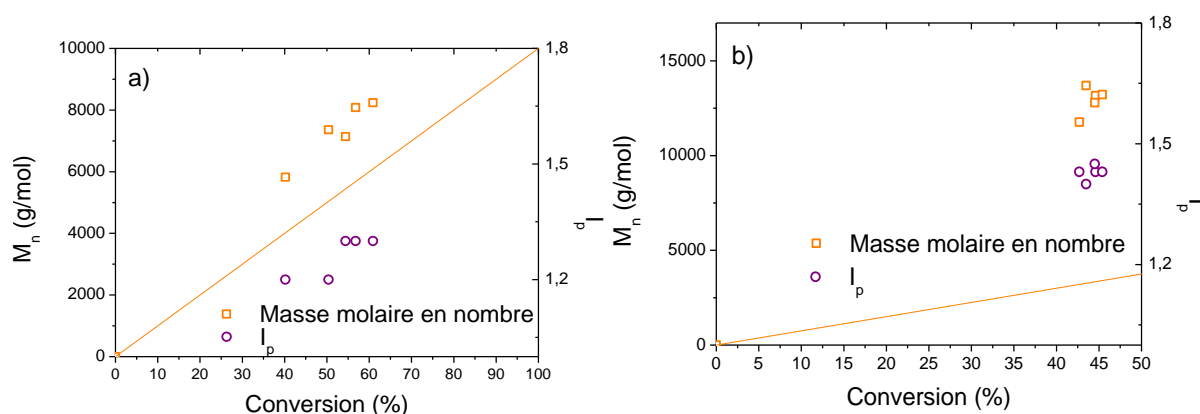 a)
10000
8000
6000
4000
2000
0
M_n (g/mol)
1,8
1,5
1,2
I_p
Masse molaire en nombre
I_p
0 10 20 30 40 50 60 70 80 90 100
Conversion (%)
b)
15000
10000
5000
0
M_n (g/mol)
1,8
1,5
1,2
I_p
Masse molaire en nombre
I_p
0 5 10 15 20 25 30 35 40 45 50
Conversion (%)